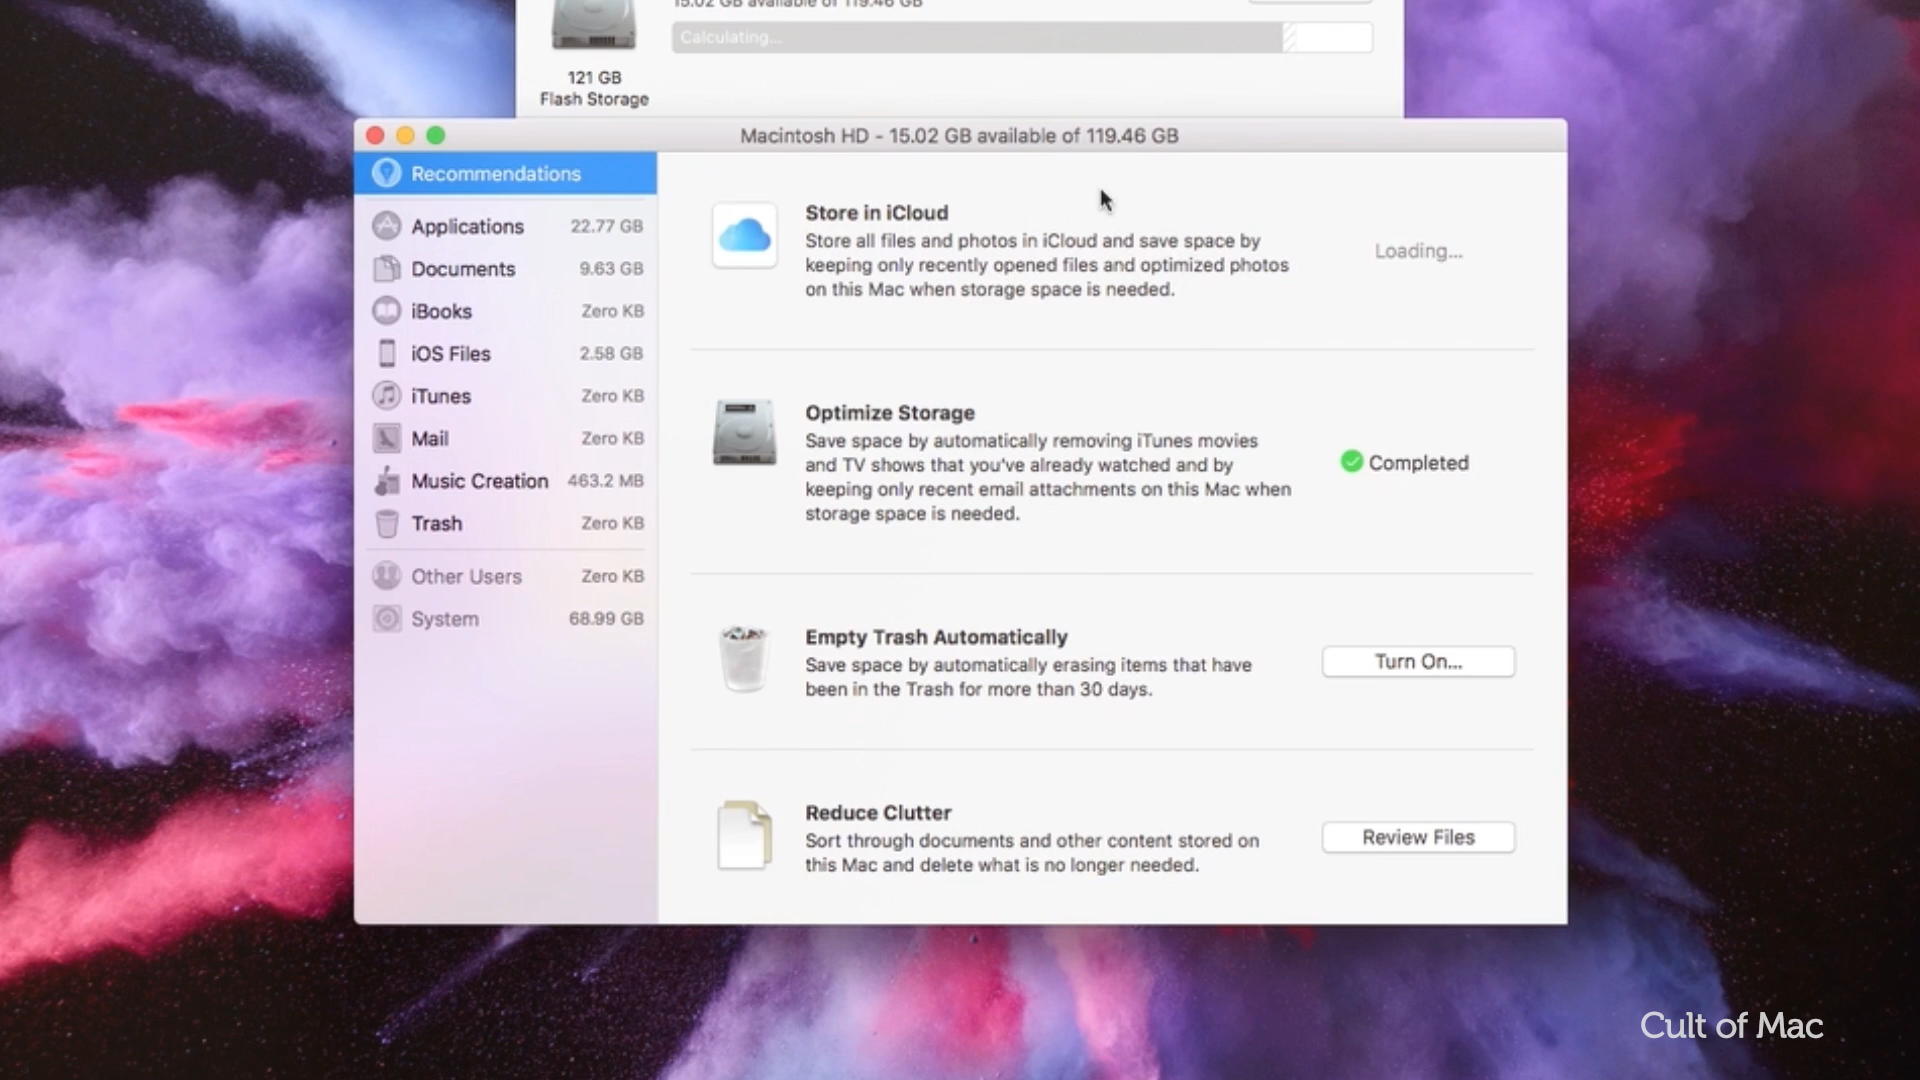 15.02 GB available of 119.46 GB
Calculating...
121 GB
Flash Storage
Macintosh HD - 15.02 GB available of 119.46 GB
Recommendations
Applications 22.77 GB
Documents 9.63 GB
iBooks Zero KB
iOS Files 2.58 GB
iTunes Zero KB
Mail Zero KB
Music Creation 463.2 MB
Trash Zero KB
Other Users Zero KB
System 68.99 GB
Store in iCloud
Store all files and photos in iCloud and save space by
keeping only recently opened files and optimized photos
on this Mac when storage space is needed.
Loading...
Optimize Storage
Save space by automatically removing iTunes movies
and TV shows that you've already watched and by
keeping only recent email attachments on this Mac when
storage space is needed.
Completed
Empty Trash Automatically
Save space by automatically erasing items that have
been in the Trash for more than 30 days.
Turn On...
Reduce Clutter
Sort through documents and other content stored on
this Mac and delete what is no longer needed.
Review Files
Cult of Mac